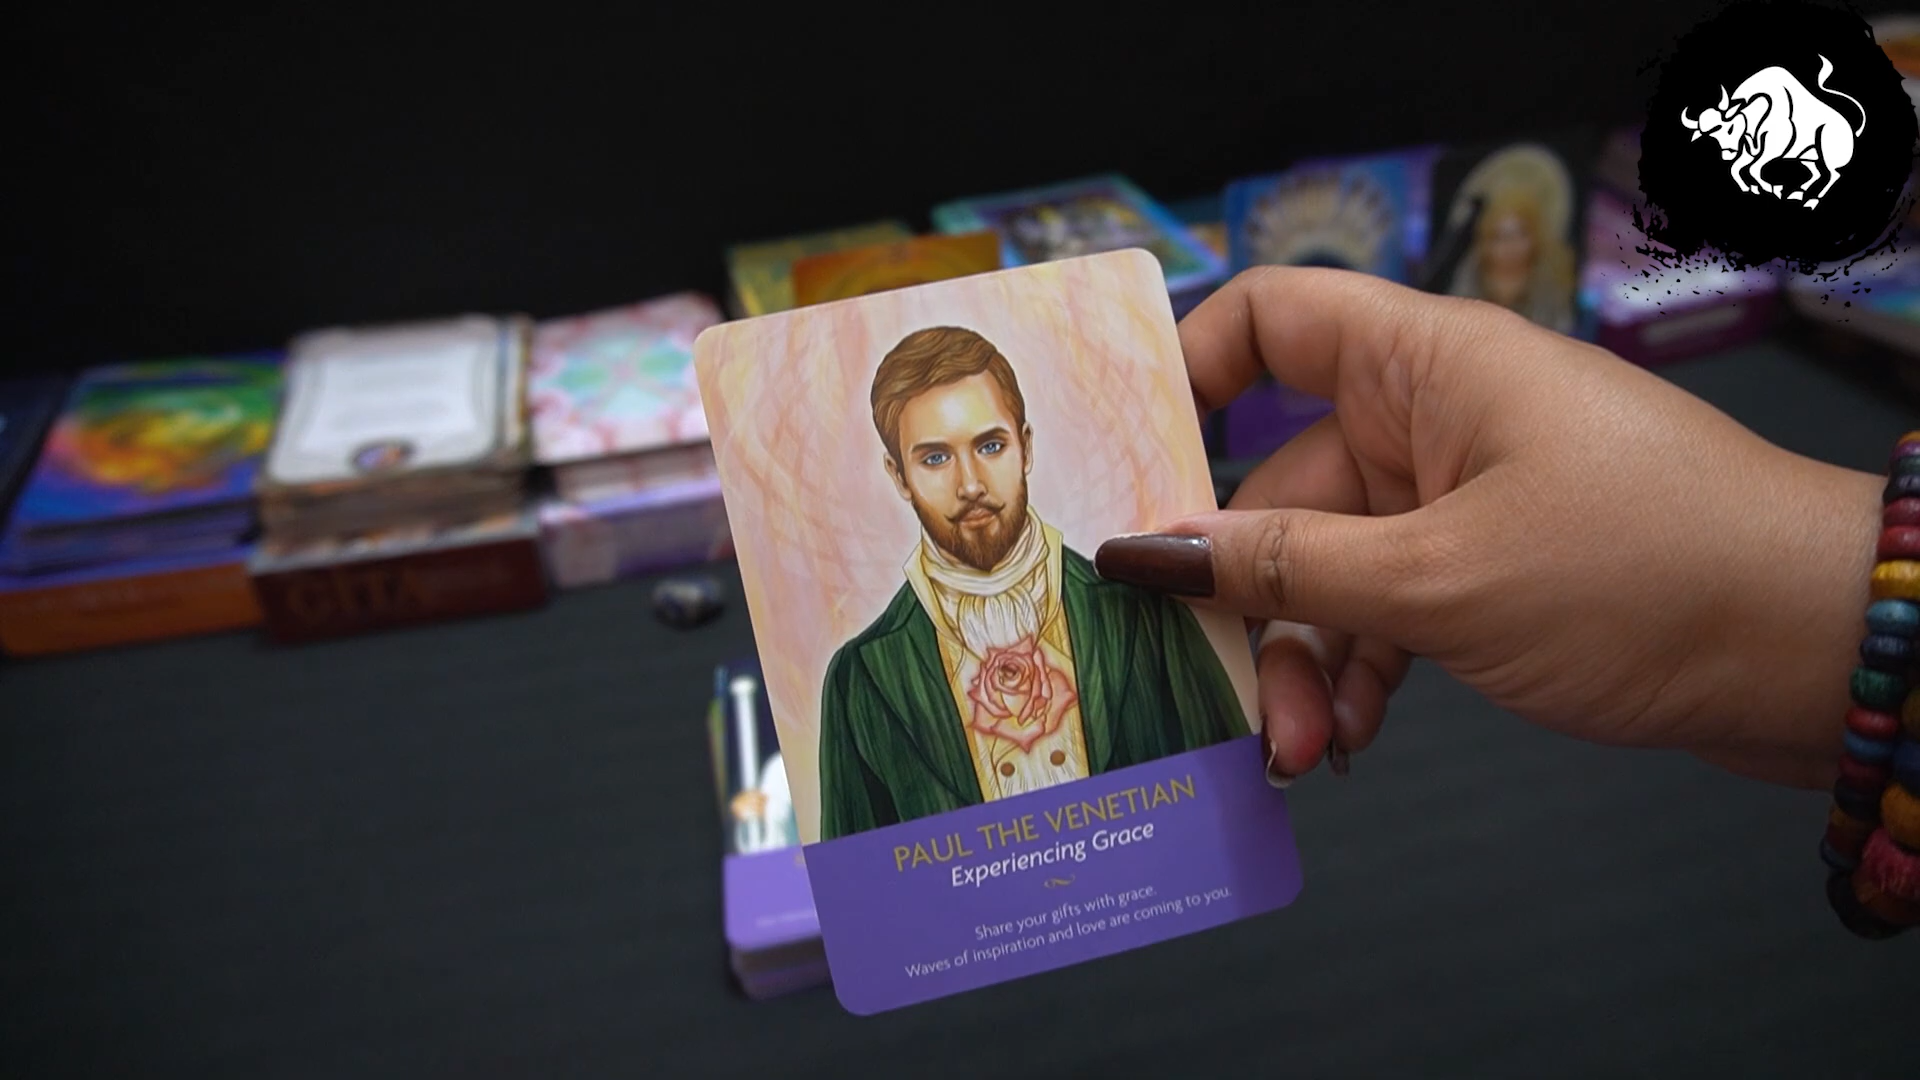 PAUL THE VENETIAN
Experiencing Grace
Share your gifts with grace.
Waves of inspiration and love are coming to you.